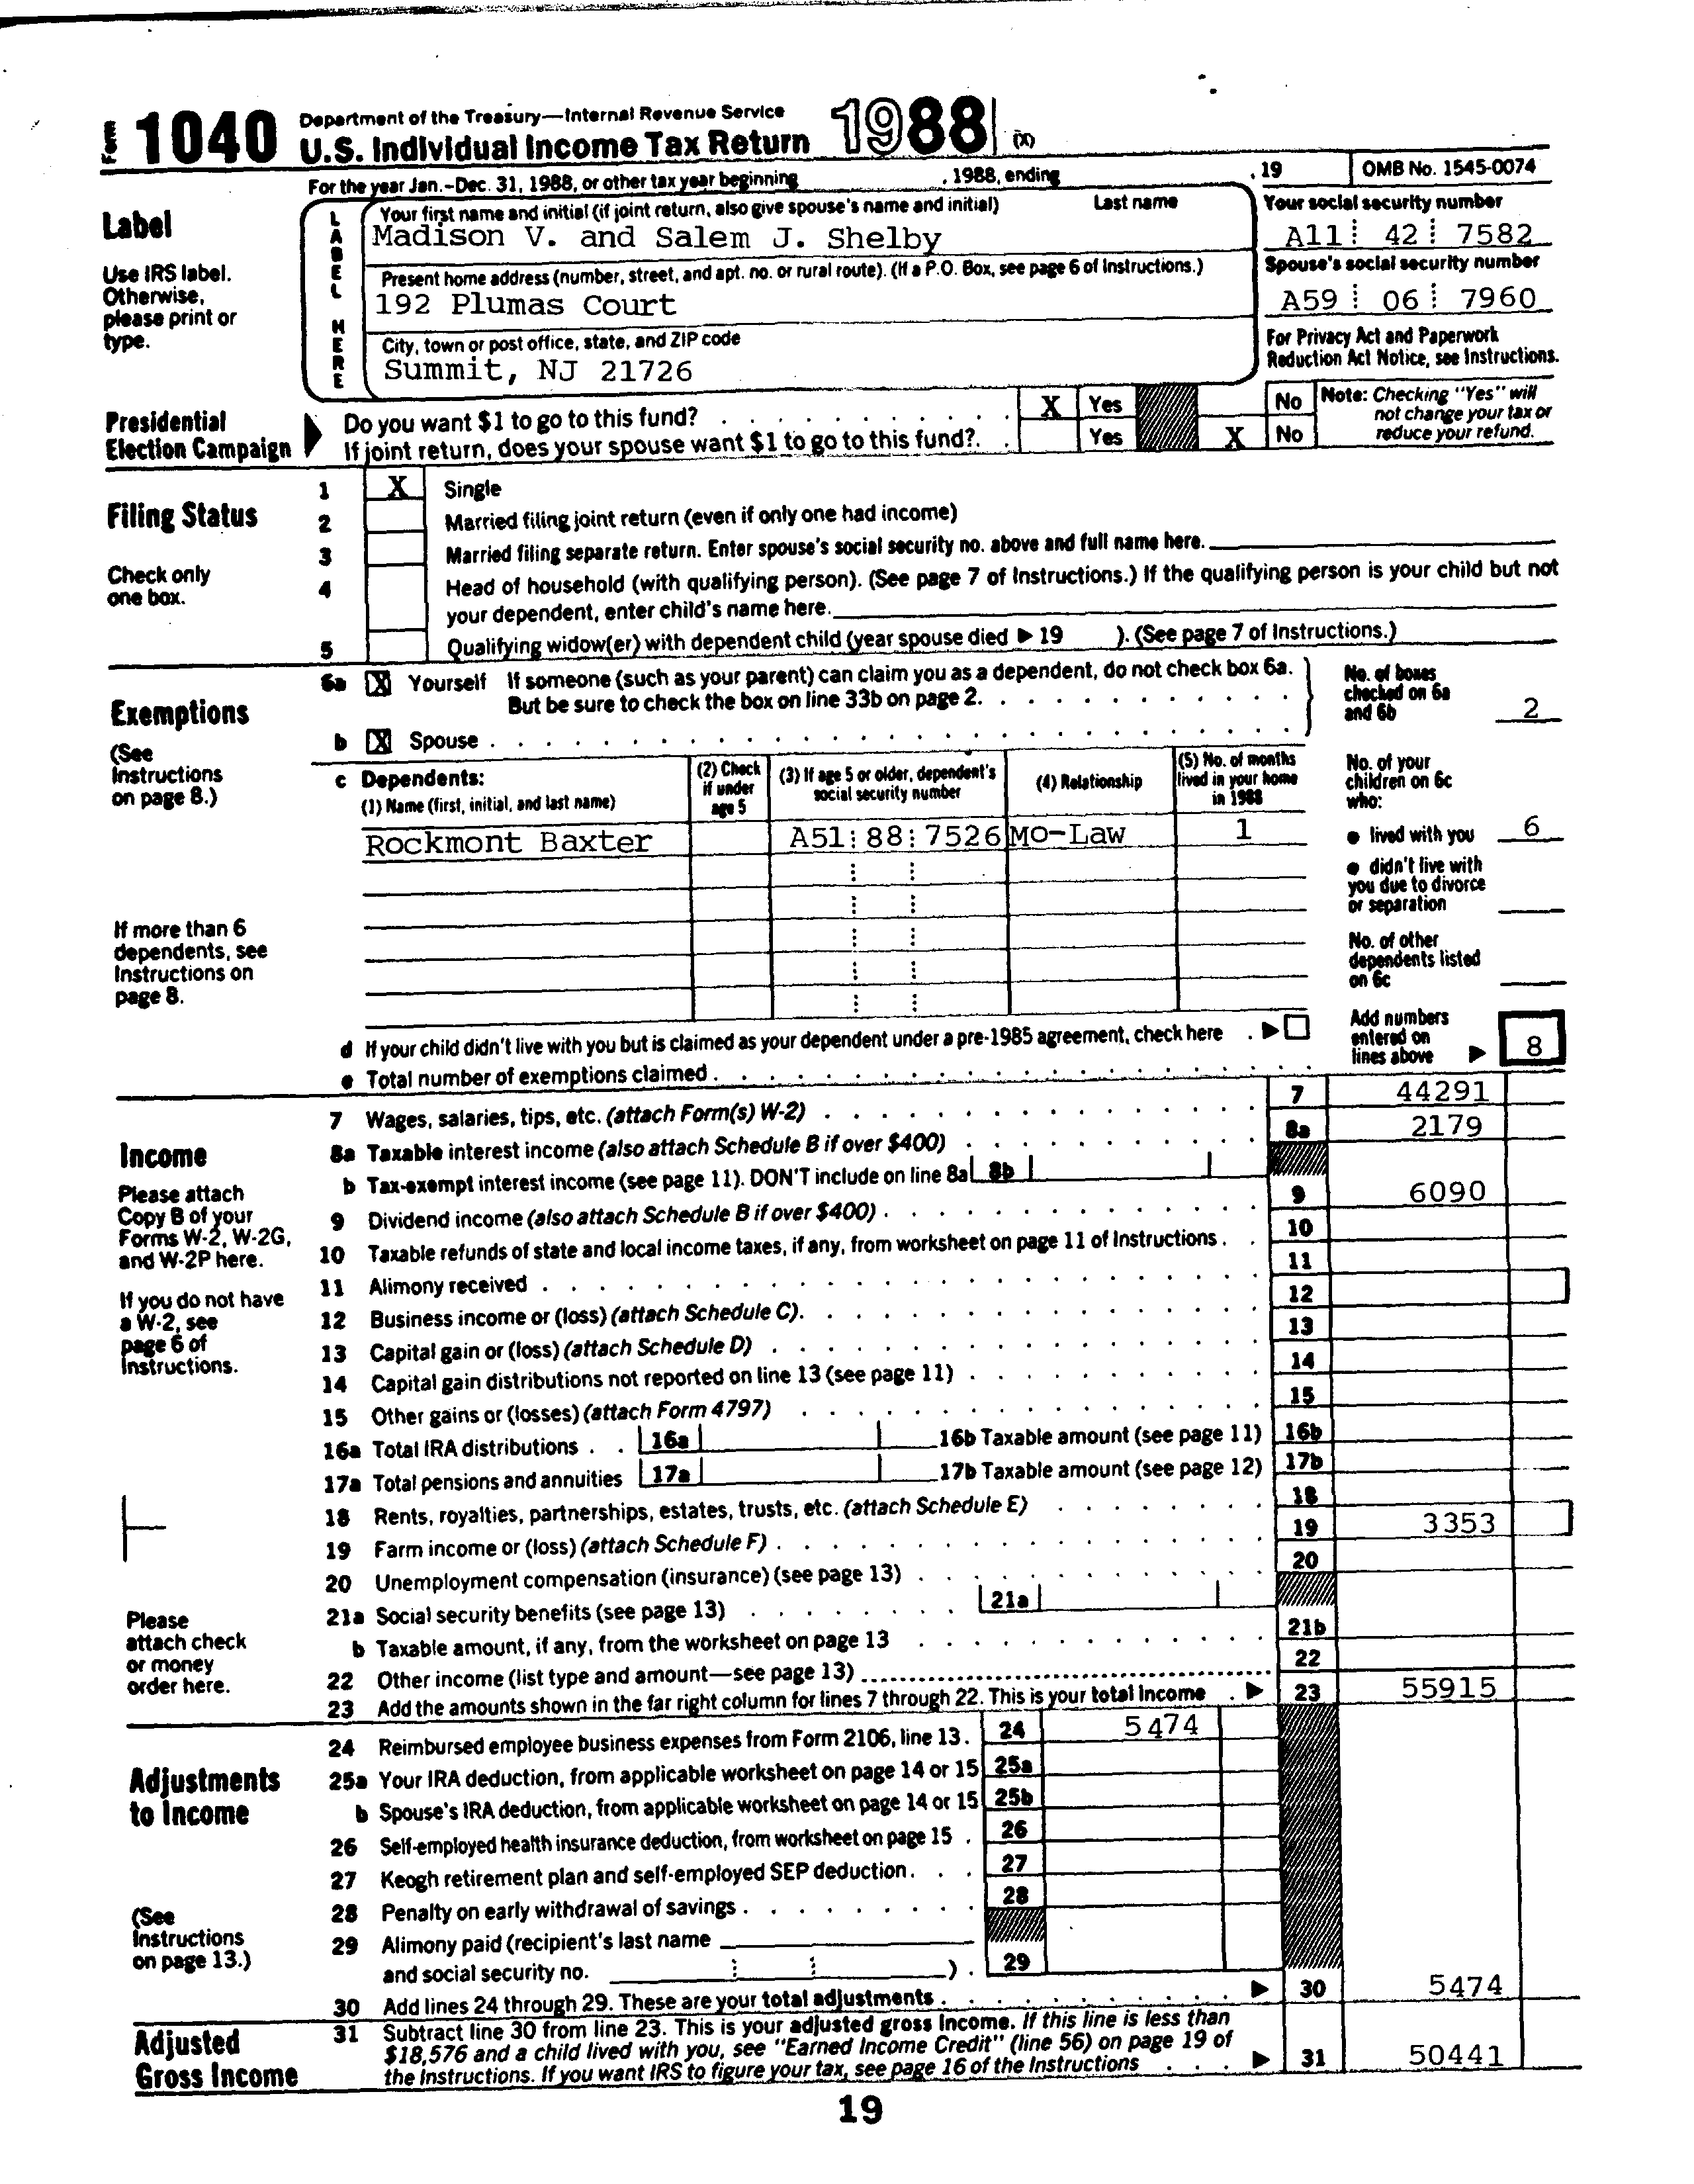 Form 1040 Department of the Treasury—Internal Revenue Service
U.S. Individual Income Tax Return 1988 (X)
For the year Jan.-Dec. 31, 1988, or other tax year beginning , 1988, ending , 19 OMB No. 1545-0074
Label
Use IRS label.
Otherwise,
please print or
type.
LABEL HERE
Your first name and initial (if joint return, also give spouse's name and initial) Last name
Madison V. and Salem J. Shelby
Your social security number
A11 42 7582
Present home address (number, street, and apt. no. or rural route). (If a P.O. Box, see page 6 of Instructions.)
192 Plumas Court
Spouse's social security number
A59 06 7960
City, town or post office, state, and ZIP code
Summit, NJ 21726
For Privacy Act and Paperwork
Reduction Act Notice, see Instructions.
Presidential
Election Campaign
Do you want $1 to go to this fund? X Yes No
If joint return, does your spouse want $1 to go to this fund? Yes X No
Note: Checking "Yes" will
not change your tax or
reduce your refund.
Filing Status
Check only
one box.
1 X Single
2 Married filing joint return (even if only one had income)
3 Married filing separate return. Enter spouse's social security no. above and full name here.
4 Head of household (with qualifying person). (See page 7 of Instructions.) If the qualifying person is your child but not
your dependent, enter child's name here.
5 Qualifying widow(er) with dependent child (year spouse died ▶ 19 ). (See page 7 of Instructions.)
Exemptions
(See
Instructions
on page 8.)
6a X Yourself If someone (such as your parent) can claim you as a dependent, do not check box 6a.
But be sure to check the box on line 33b on page 2.
b X Spouse
No. of boxes
checked on 6a
and 6b 2
c Dependents:
(1) Name (first, initial, and last name)
(2) Check
if under
age 5
(3) If age 5 or older, dependent's
social security number
(4) Relationship
(5) No. of months
lived in your home
in 1988
Rockmont Baxter A51 88 7526 MO-Law 1
No. of your
children on 6c
who:
● lived with you 6
● didn't live with
you due to divorce
or separation
No. of other
dependents listed
on 6c
If more than 6
dependents, see
Instructions on
page 8.
d If your child didn't live with you but is claimed as your dependent under a pre-1985 agreement, check here ▶
e Total number of exemptions claimed
Add numbers
entered on
lines above ▶ 8
Income
Please attach
Copy B of your
Forms W-2, W-2G,
and W-2P here.
If you do not have
a W-2, see
page 6 of
Instructions.
7 Wages, salaries, tips, etc. (attach Form(s) W-2) 7 44291
8a Taxable interest income (also attach Schedule B if over $400) 8a 2179
b Tax-exempt interest income (see page 11). DON'T include on line 8a 8b
9 Dividend income (also attach Schedule B if over $400) 9 6090
10 Taxable refunds of state and local income taxes, if any, from worksheet on page 11 of Instructions 10
11 Alimony received 11
12 Business income or (loss) (attach Schedule C) 12
13 Capital gain or (loss) (attach Schedule D) 13
14 Capital gain distributions not reported on line 13 (see page 11) 14
15 Other gains or (losses) (attach Form 4797) 15
16a Total IRA distributions 16a 16b Taxable amount (see page 11) 16b
17a Total pensions and annuities 17a 17b Taxable amount (see page 12) 17b
18 Rents, royalties, partnerships, estates, trusts, etc. (attach Schedule E) 18
19 Farm income or (loss) (attach Schedule F) 19 3353
20 Unemployment compensation (insurance) (see page 13) 20
21a Social security benefits (see page 13) 21a
b Taxable amount, if any, from the worksheet on page 13 21b
22 Other income (list type and amount—see page 13) 22
23 Add the amounts shown in the far right column for lines 7 through 22. This is your total income ▶ 23 55915
Please
attach check
or money
order here.
Adjustments
to Income
(See
Instructions
on page 13.)
24 Reimbursed employee business expenses from Form 2106, line 13. 24 5474
25a Your IRA deduction, from applicable worksheet on page 14 or 15 25a
b Spouse's IRA deduction, from applicable worksheet on page 14 or 15 25b
26 Self-employed health insurance deduction, from worksheet on page 15 26
27 Keogh retirement plan and self-employed SEP deduction 27
28 Penalty on early withdrawal of savings 28
29 Alimony paid (recipient's last name
and social security no. ) 29
30 Add lines 24 through 29. These are your total adjustments ▶ 30 5474
Adjusted
Gross Income
31 Subtract line 30 from line 23. This is your adjusted gross income. If this line is less than
$18,576 and a child lived with you, see "Earned Income Credit" (line 56) on page 19 of
the Instructions. If you want IRS to figure your tax, see page 16 of the Instructions ▶ 31 50441
19